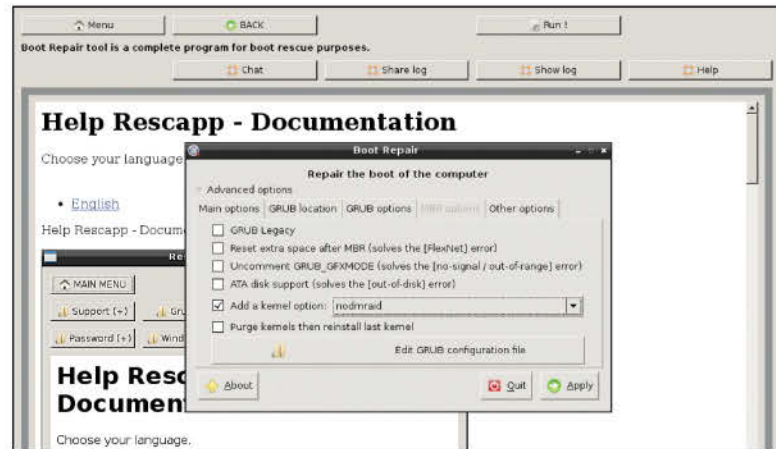 Menu
BACK
Run !
Boot Repair tool is a complete program for boot rescue purposes.
Chat
Share log
Show log
Help
Help Rescapp - Documentation
Choose your language
English
Help Rescapp - Docum
Re
MAIN MENU
Support (+)
Gru
Password (+)
Wind
Help Resc
Documen
Choose your language.
Boot Repair
Repair the boot of the computer
Advanced options
Main options
GRUB location
GRUB options
MBR options
Other options
GRUB Legacy
Reset extra space after MBR (solves the [FlexNet] error)
Uncomment GRUB_GFXMODE (solves the [no-signal / out-of-range] error)
ATA disk support (solves the [out-of-disk] error)
Add a kernel option:
nodmraid
Purge kernels then reinstall last kernel
Edit GRUB configuration file
About
Quit
Apply